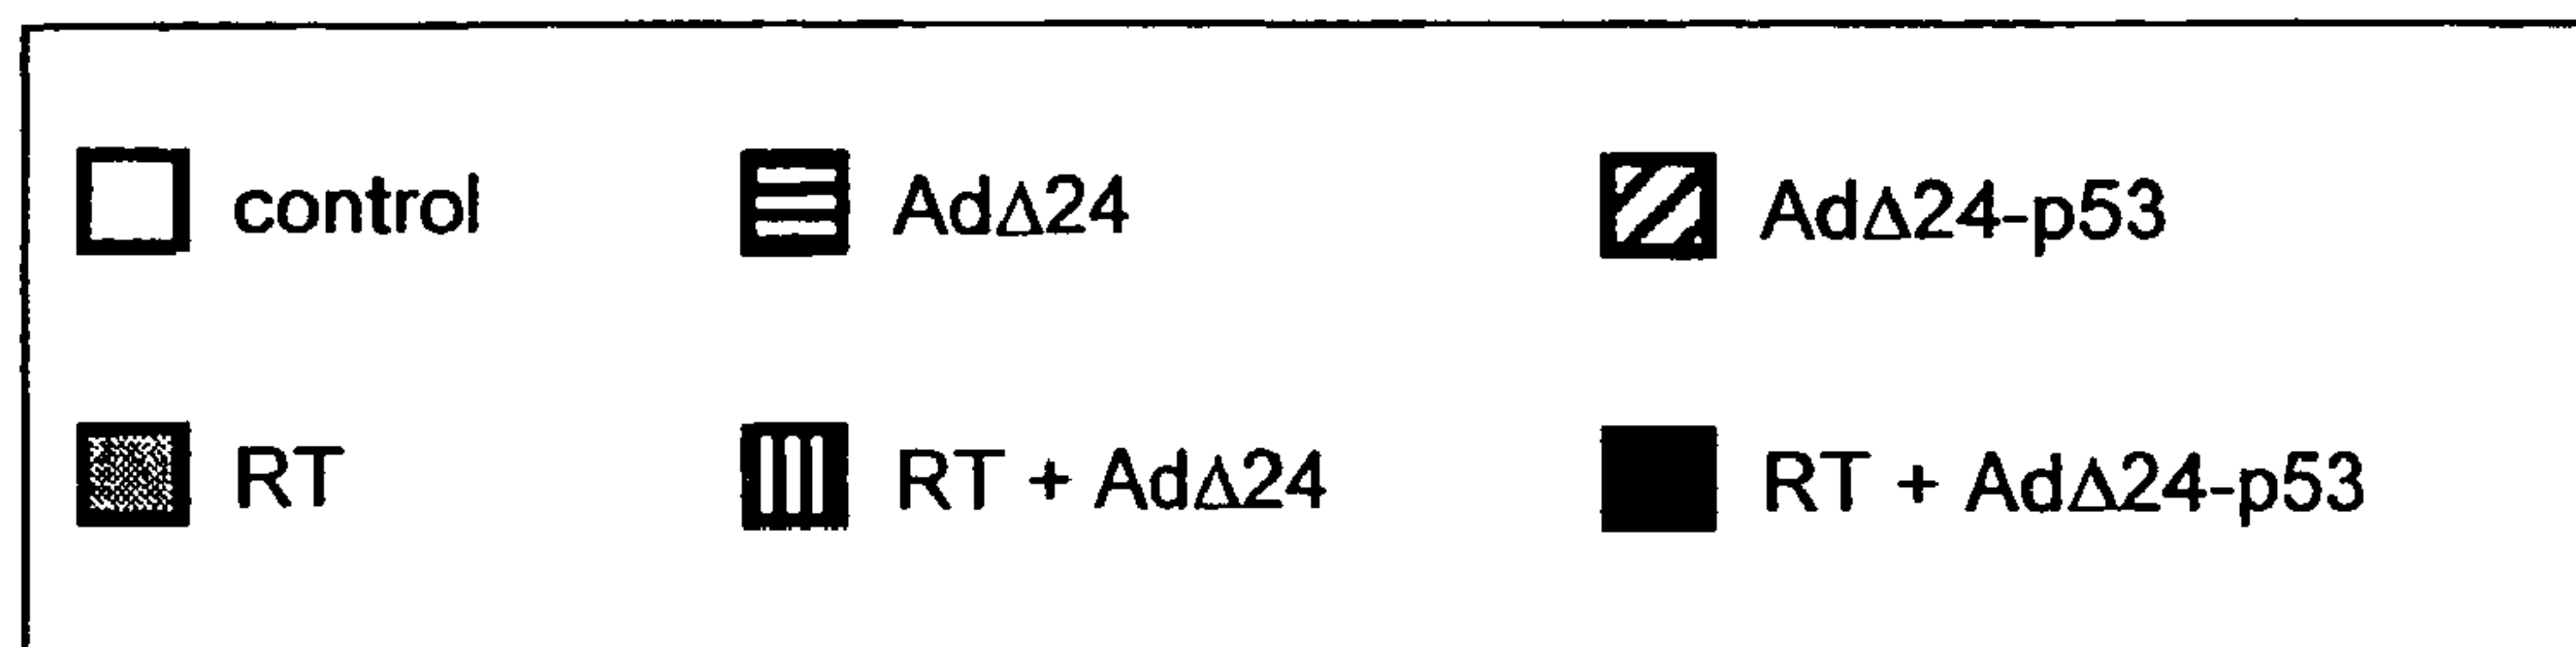 control AdΔ24 AdΔ24-p53
RT RT + AdΔ24 RT + AdΔ24-p53